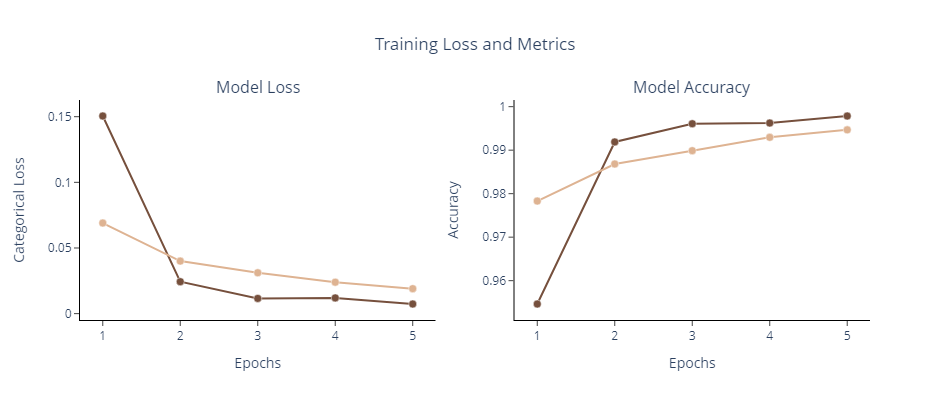 Training Loss and Metrics
Model Loss
Categorical Loss
0.15
0.1
0.05
0
1 2 3 4 5
Epochs
Model Accuracy
Accuracy
1
0.99
0.98
0.97
0.96
1 2 3 4 5
Epochs